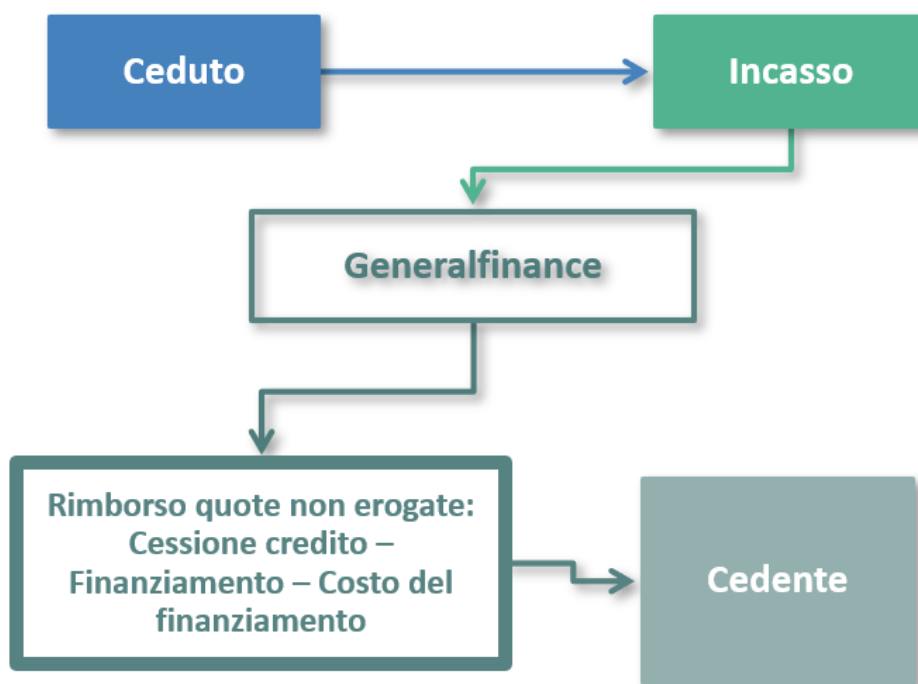 Ceduto
Incasso
Generalfinance
Rimborso quote non erogate:
Cessione credito –
Finanziamento – Costo del
finanziamento
Cedente